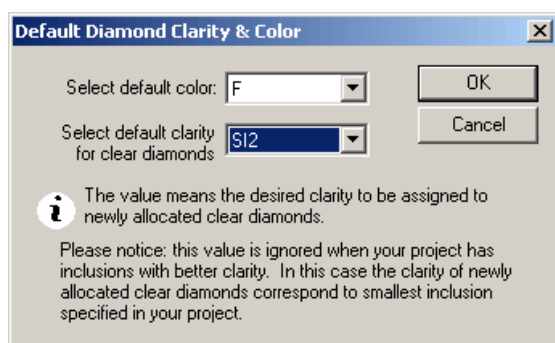 Default Diamond Clarity & Color
Select default color: F
OK
Select default clarity
for clear diamonds
SI2
Cancel
The value means the desired clarity to be assigned to
newly allocated clear diamonds.
Please notice: this value is ignored when your project has
inclusions with better clarity. In this case the clarity of newly
allocated clear diamonds correspond to smallest inclusion
specified in your project.